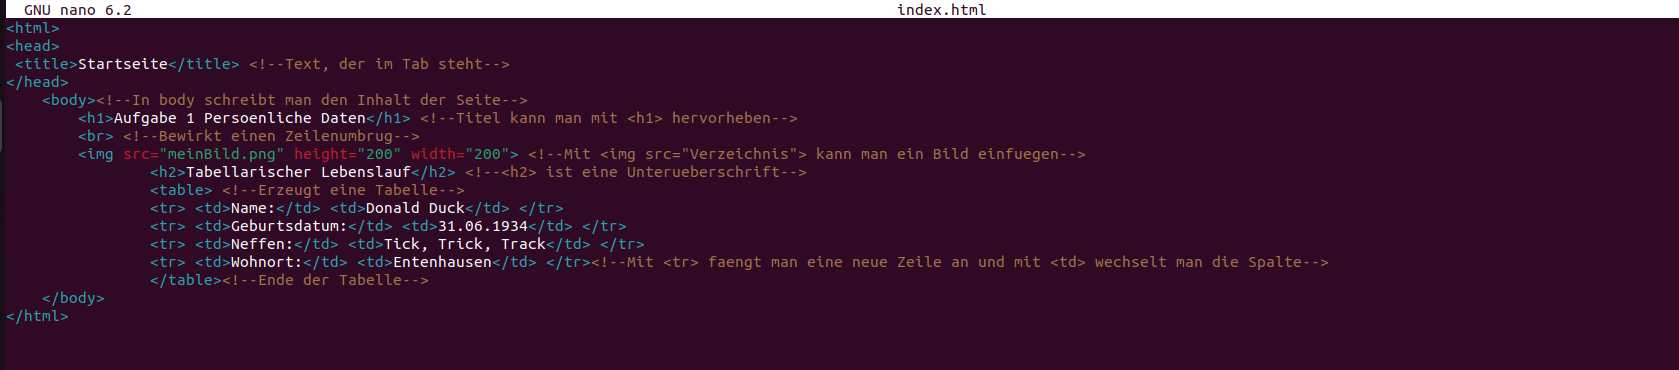 GNU nano 6.2 index.html
<html>
<head>
<title>Startseite</title> <!--Text, der im Tab steht-->
</head>
<body><!--In body schreibt man den Inhalt der Seite-->
<h1>Aufgabe 1 Persoenliche Daten</h1> <!--Titel kann man mit <h1> hervorheben-->
<br> <!--Bewirkt einen Zeilenumbrug-->
<img src="meinBild.png" height="200" width="200"> <!--Mit <img src="Verzeichnis"> kann man ein Bild einfuegen-->
<h2>Tabellarischer Lebenslauf</h2> <!--<h2> ist eine Unterueberschrift-->
<table> <!--Erzeugt eine Tabelle-->
<tr> <td>Name:</td> <td>Donald Duck</td> </tr>
<tr> <td>Geburtsdatum:</td> <td>31.06.1934</td> </tr>
<tr> <td>Neffen:</td> <td>Tick, Trick, Track</td> </tr>
<tr> <td>Wohnort:</td> <td>Entenhausen</td> </tr><!--Mit <tr> faengt man eine neue Zeile an und mit <td> wechselt man die Spalte-->
</table><!--Ende der Tabelle-->
</body>
</html>